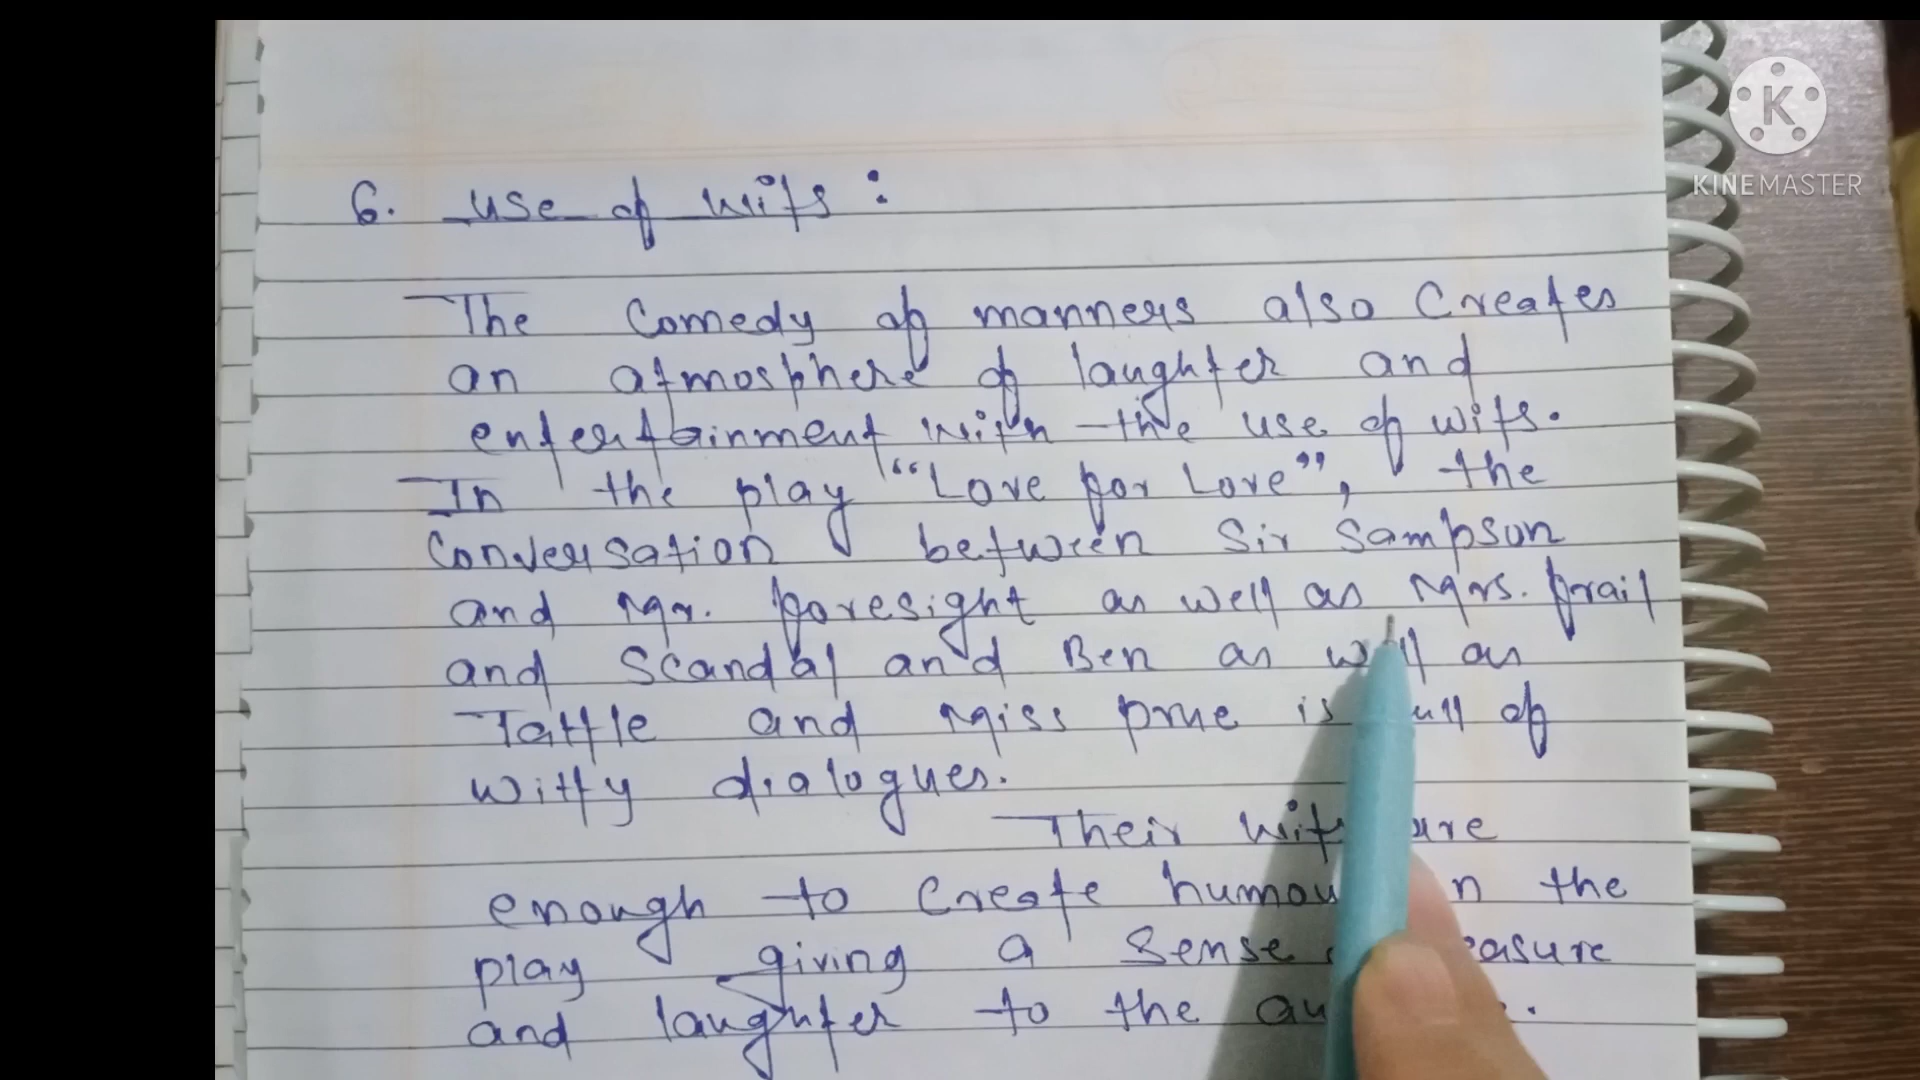 6. Use of wits:
The Comedy of manners also Creates
an atmosphere of laughter and
entertainment with the use of wits.
In the play "Love for Love", the
Conversation between Sir Sampson
and Mr. foresight as well as Mrs. frail
and Scandal and Ben as well as
Tattle and Miss prue is full of
witty dialogues.
Their wits are
enough to Create humour in the
play giving a Sense
and laughter to the
KINEMASTER